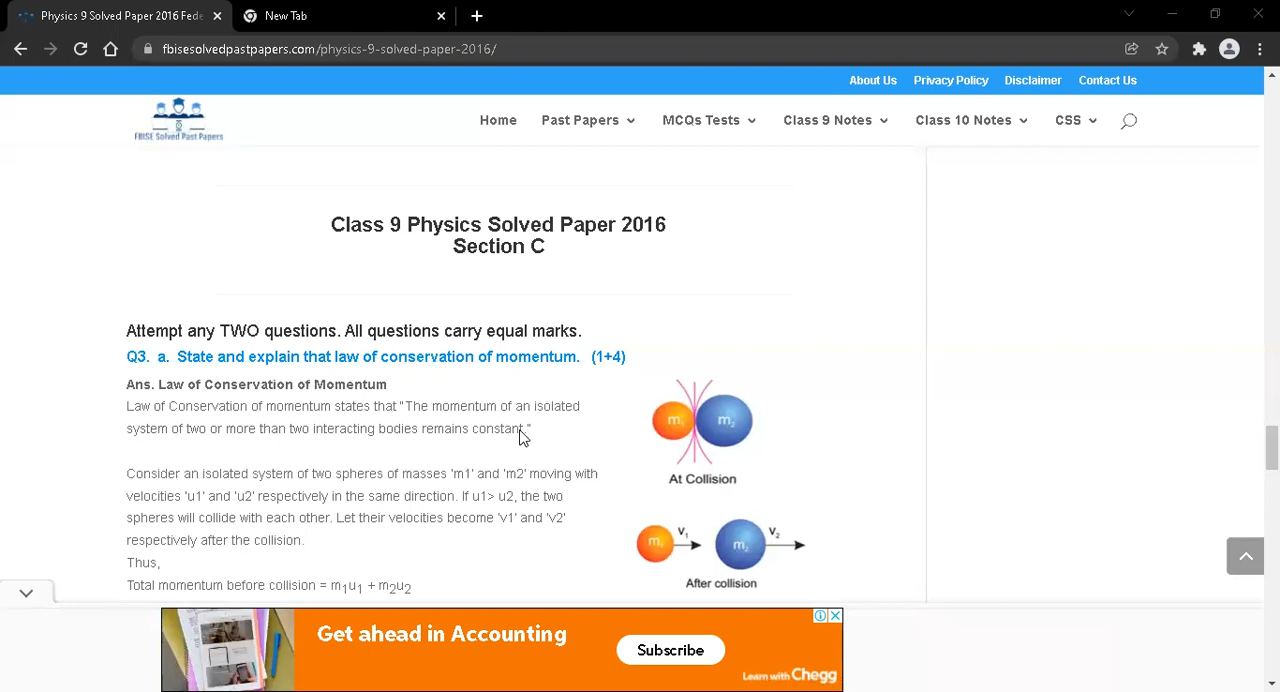 Physics 9 Solved Paper 2016 Fede
New Tab
fbisesolvedpastpapers.com/physics-9-solved-paper-2016/
About Us Privacy Policy Disclaimer Contact Us
FBISE Solved Past Papers
Home Past Papers MCQs Tests Class 9 Notes Class 10 Notes CSS
Class 9 Physics Solved Paper 2016
Section C
Attempt any TWO questions. All questions carry equal marks.
Q3. a. State and explain that law of conservation of momentum. (1+4)
Ans. Law of Conservation of Momentum
Law of Conservation of momentum states that "The momentum of an isolated
system of two or more than two interacting bodies remains constant."
Consider an isolated system of two spheres of masses 'm1' and 'm2' moving with
velocities 'u1' and 'u2' respectively in the same direction. If u1> u2, the two
spheres will collide with each other. Let their velocities become 'v1' and 'v2'
respectively after the collision.
Thus,
Total momentum before collision = m₁u₁ + m₂u₂
m₁ m₂
At Collision
m₁ V₁ m₂ V₂
After collision
Get ahead in Accounting
Subscribe
Learn with Chegg